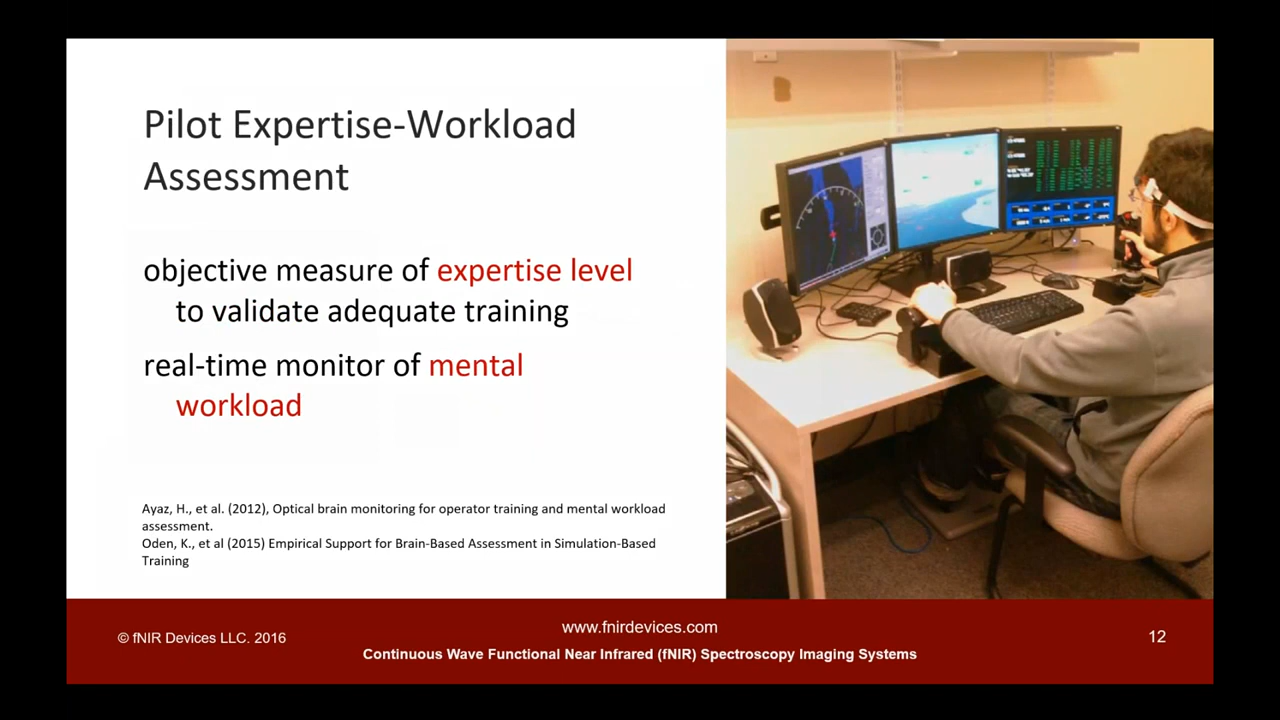 Pilot Expertise-Workload
Assessment
objective measure of expertise level
to validate adequate training
real-time monitor of mental
workload
Ayaz, H., et al. (2012), Optical brain monitoring for operator training and mental workload
assessment.
Oden, K., et al (2015) Empirical Support for Brain-Based Assessment in Simulation-Based
Training
© fNIR Devices LLC. 2016
www.fnirdevices.com
Continuous Wave Functional Near Infrared (fNIR) Spectroscopy Imaging Systems
12